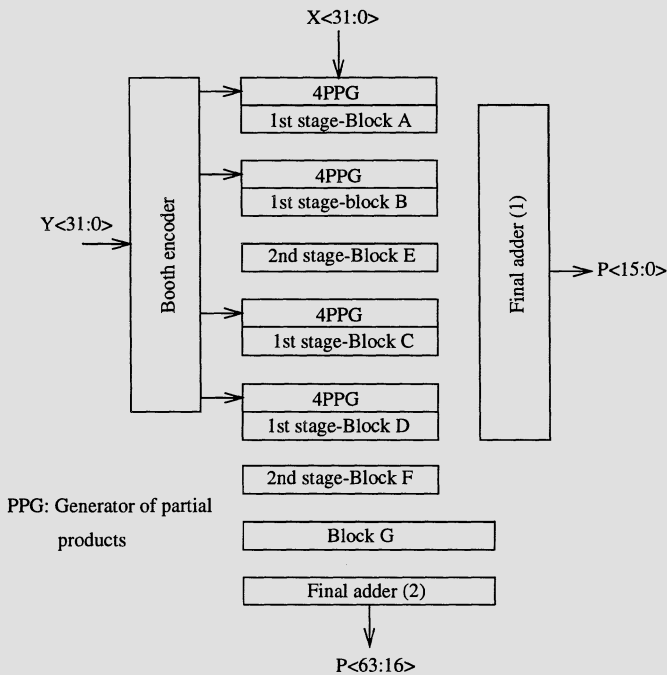 X<31:0>
4PPG
1st stage-Block A
4PPG
1st stage-block B
Y<31:0>
Booth encoder
2nd stage-Block E
Final adder (1)
P<15:0>
4PPG
1st stage-Block C
4PPG
1st stage-Block D
2nd stage-Block F
PPG: Generator of partial
products
Block G
Final adder (2)
P<63:16>